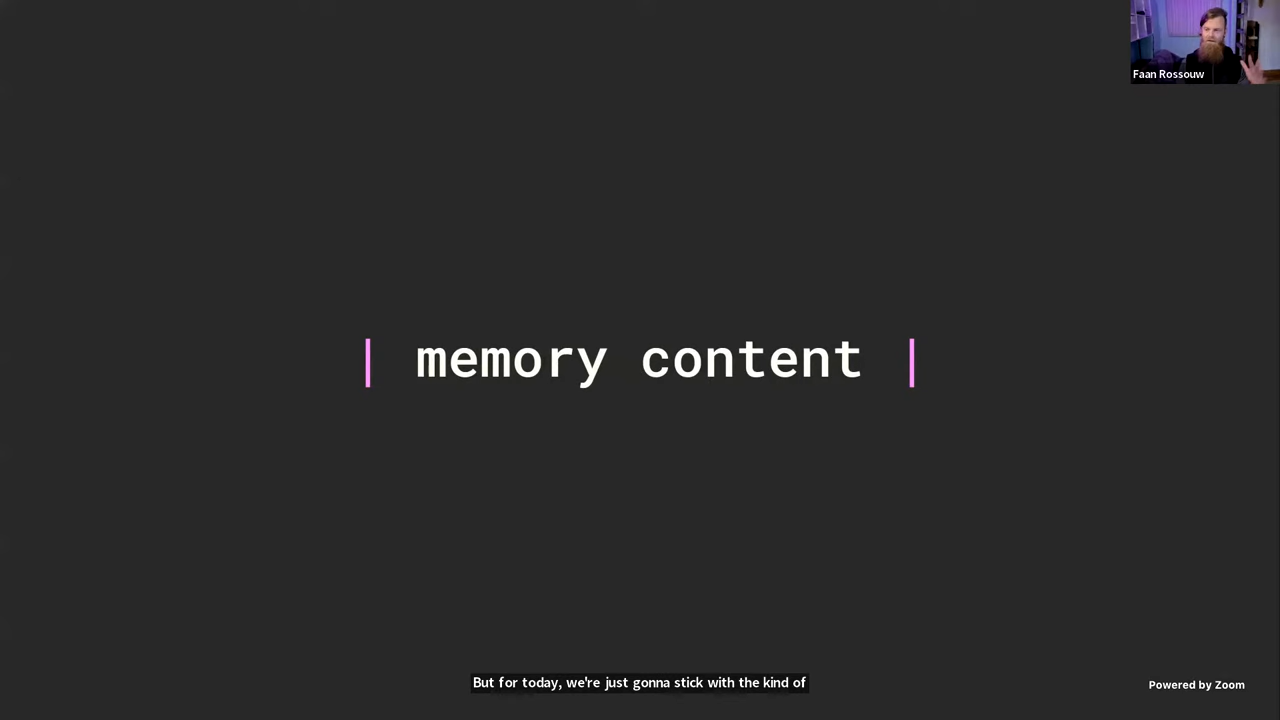 Faan Rossouw
| memory content |
But for today, we're just gonna stick with the kind of
Powered by Zoom